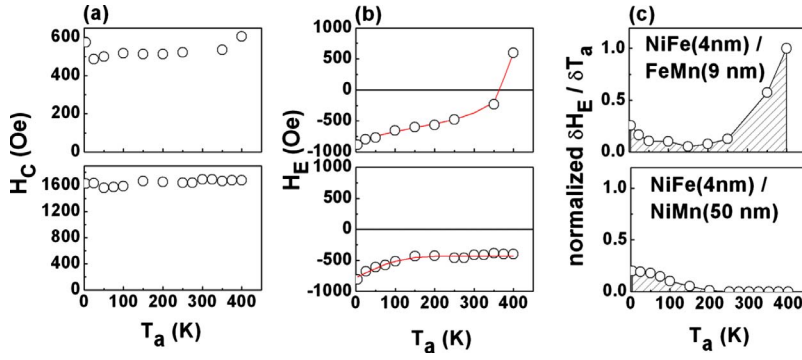 (a)
(b)
(c)
600
400
200
0
1600
1200
800
400
0
H_C (Oe)
0 100 200 300 400
T_a (K)
1000
500
0
-500
-1000
1000
500
0
-500
-1000
H_E (Oe)
0 100 200 300 400
T_a (K)
1.0
0.5
0.0
1.0
0.5
0.0
normalized δH_E / δT_a
NiFe(4nm) /
FeMn(9 nm)
NiFe(4nm) /
NiMn(50 nm)
0 100 200 300 400
T_a (K)